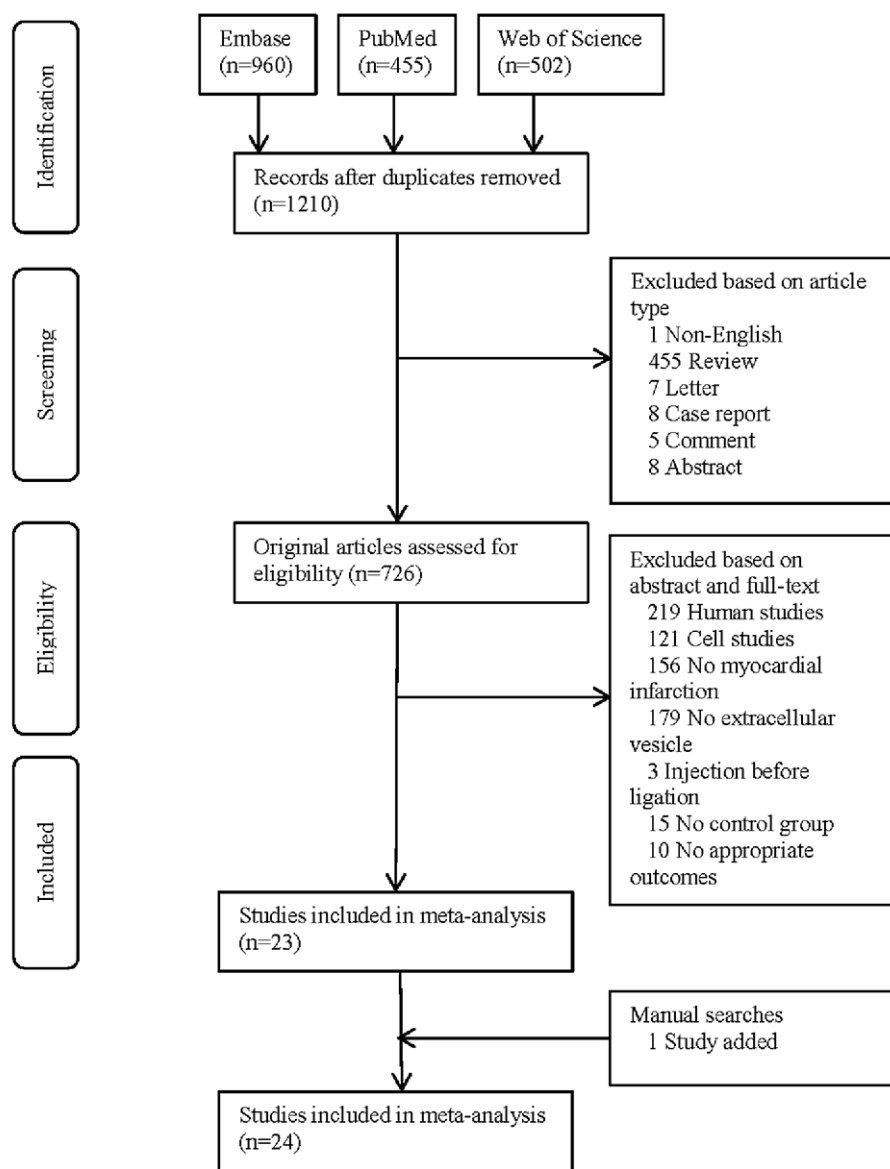 Embase
(n=960)
PubMed
(n=455)
Web of Science
(n=502)
Identification
Records after duplicates removed
(n=1210)
Screening
Excluded based on article
type
1 Non-English
455 Review
7 Letter
8 Case report
5 Comment
8 Abstract
Eligibility
Original articles assessed for
eligibility (n=726)
Excluded based on
abstract and full-text
219 Human studies
121 Cell studies
156 No myocardial
infarction
179 No extracellular
vesicle
3 Injection before
ligation
15 No control group
10 No appropriate
outcomes
Included
Studies included in meta-analysis
(n=23)
Manual searches
1 Study added
Studies included in meta-analysis
(n=24)